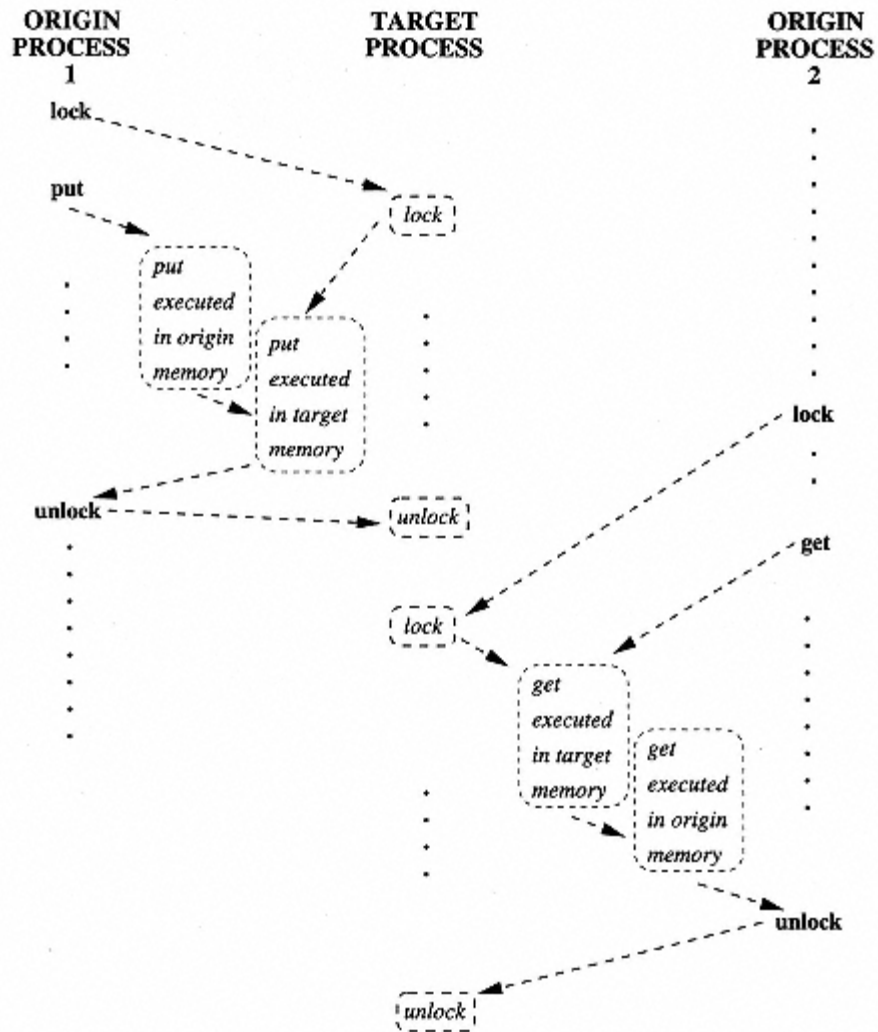 ORIGIN
PROCESS
1
TARGET
PROCESS
ORIGIN
PROCESS
2
lock
put
lock
put
executed
in origin
memory
put
executed
in target
memory
lock
unlock
unlock
get
lock
get
executed
in target
memory
get
executed
in origin
memory
unlock
unlock